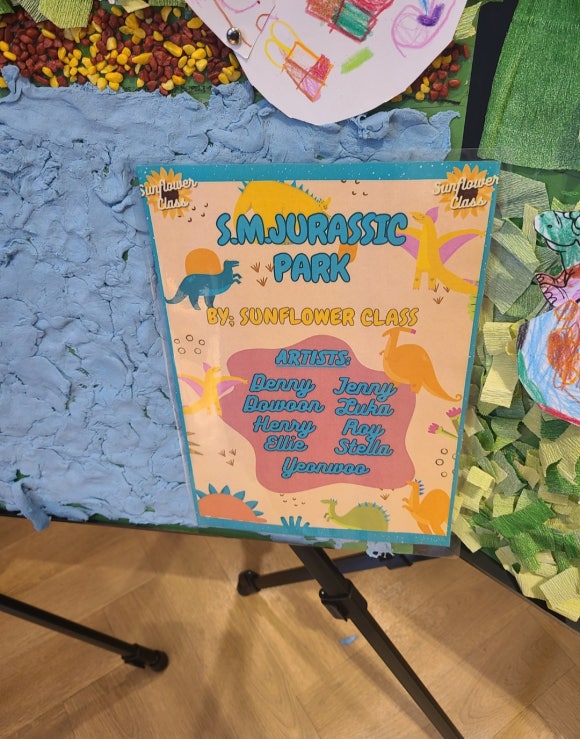 Sunflower
Class
Sunflower
Class
S.M.JURASSIC
PARK
BY; SUNFLOWER CLASS
ARTISTS:
Denny Jenny
Dowoon Luka
Henry Roy
Ellie Stella
Yeonwoo